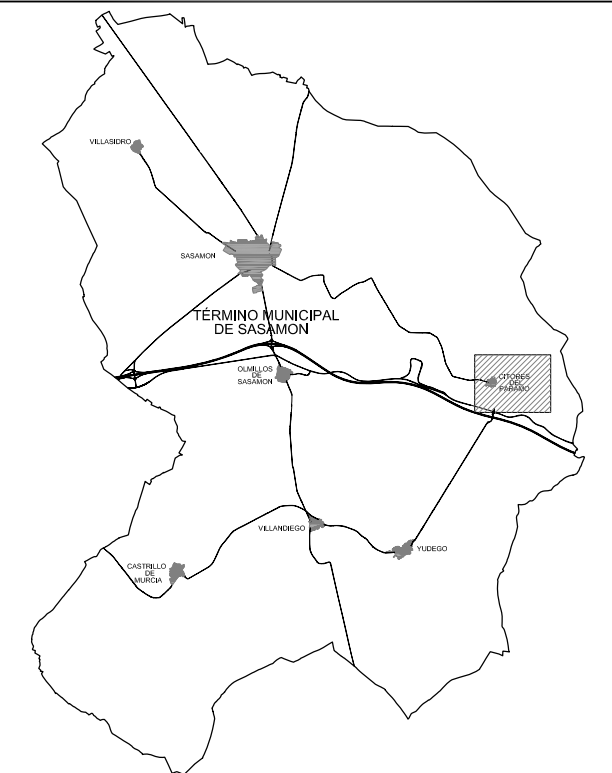 VILLASIDRO
SASAMON
TÉRMINO MUNICIPAL
DE SASAMON
OLMILLOS
DE
SASAMON
CITORES
DEL
PARAMO
VILLANDIEGO
YUDEGO
CASTRILLO
DE
MURCIA